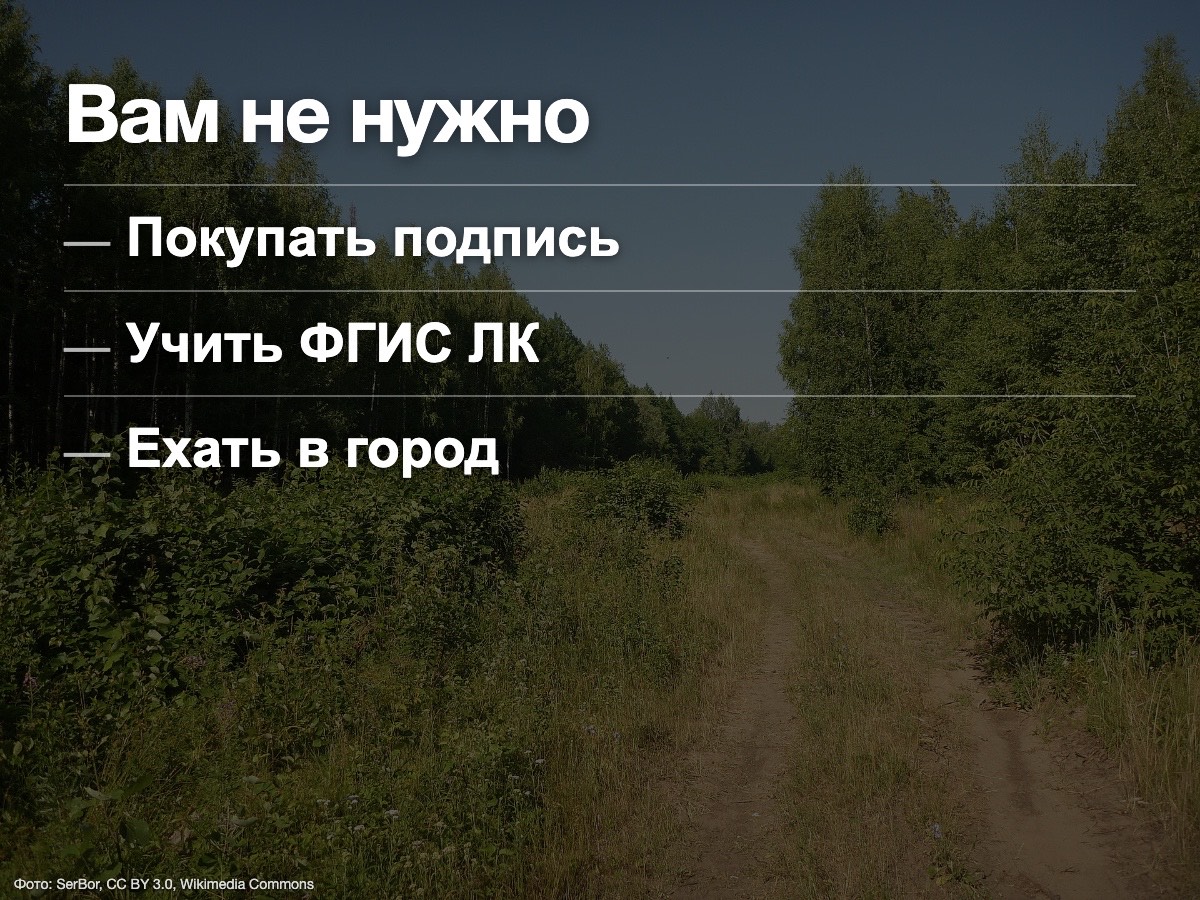 Вам не нужно
— Покупать подпись
— Учить ФГИС ЛК
— Ехать в город
Фото: SerBor, CC BY 3.0, Wikimedia Commons